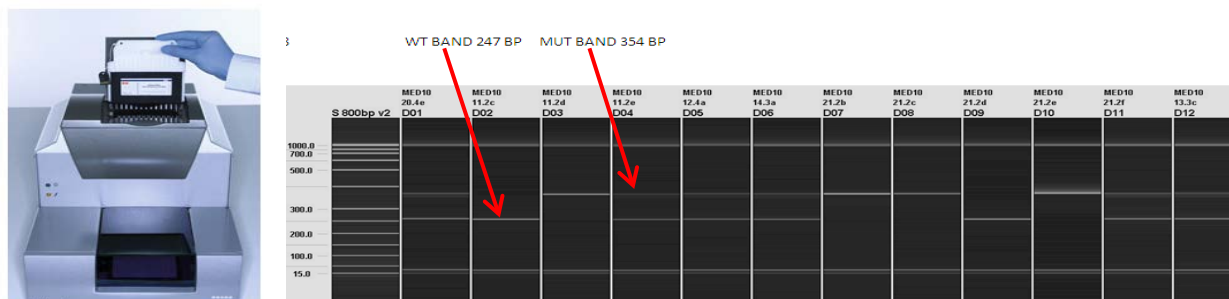 WT BAND 247 BP MUT BAND 354 BP
MED10 MED10 MED10 MED10 MED10 MED10 MED10 MED10 MED10 MED10 MED10 MED10
20.4e 11.2c 11.2d 11.2e 12.4a 14.3a 21.2b 21.2c 21.2d 21.2e 21.2f 13.3c
S 800bp v2 D01 D02 D03 D04 D05 D06 D07 D08 D09 D10 D11 D12
1000.0
700.0
500.0
300.0
200.0
100.0
15.0